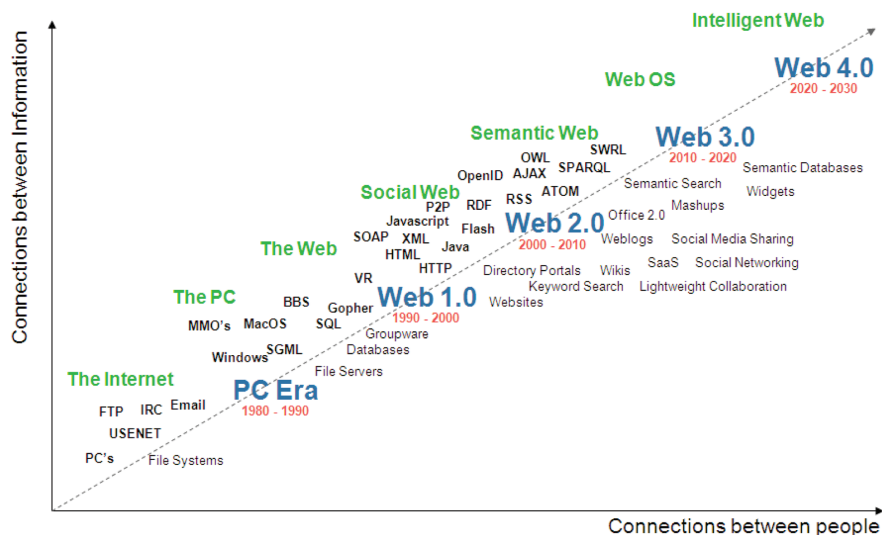 Intelligent Web
Web 4.0
2020 - 2030
Web OS
Web 3.0
2010 - 2020
Semantic Web
SWRL
OWL
SPARQL
OpenID
AJAX
ATOM
Semantic Databases
Semantic Search
Widgets
Mashups
Social Web
P2P
RDF
RSS
Office 2.0
Javascript
Flash
Web 2.0
2000 - 2010
Weblogs
Social Media Sharing
The Web
SOAP
XML
Java
HTML
HTTP
Directory Portals
Wikis
SaaS
Social Networking
VR
Keyword Search
Lightweight Collaboration
The PC
BBS
Gopher
Web 1.0
1990 - 2000
Websites
MMO's
MacOS
SQL
Groupware
Windows
SGML
Databases
File Servers
The Internet
PC Era
1980 - 1990
FTP
IRC
Email
USENET
PC's
File Systems
Connections between Information
Connections between people